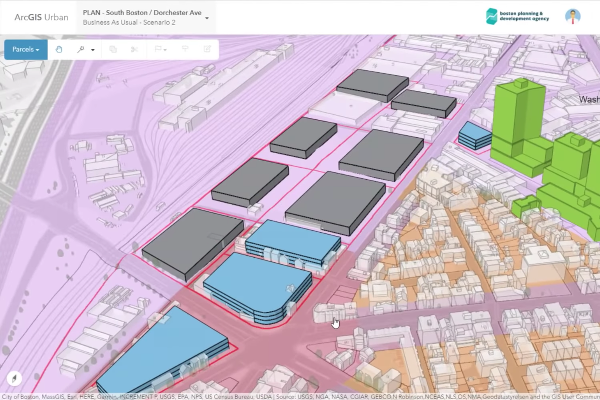 ArcGIS Urban
PLAN - South Boston / Dorchester Ave
Business As Usual - Scenario 2
boston planning &
development agency
Parcels
Wash
City of Boston, MassGIS, Esri, HERE, Garmin, INCREMENT P, USGS, EPA, NPS, US Census Bureau, USDA | Source: USGS, NGA, NASA, CGIAR, GEBCO,N Robinson,NCEAS,NLS,OS,NMA,Geodatastyrelsen and the GIS User Commun